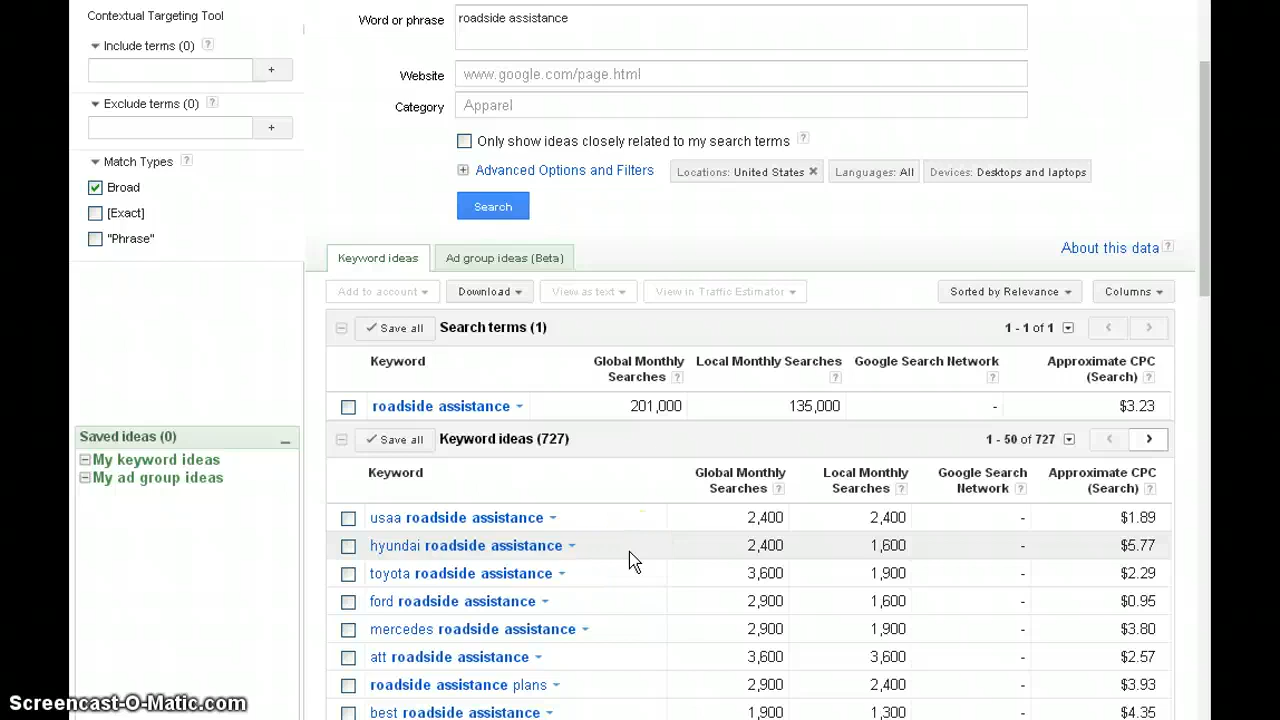 Contextual Targeting Tool
Include terms (0) ?
+
Exclude terms (0) ?
+
Match Types ?
Broad
[Exact]
"Phrase"
Saved ideas (0)
My keyword ideas
My ad group ideas
Word or phrase roadside assistance
Website www.google.com/page.html
Category Apparel
Only show ideas closely related to my search terms ?
Advanced Options and Filters Locations: United States × Languages: All Devices: Desktops and laptops
Search
Keyword ideas Ad group ideas (Beta) About this data ?
Add to account Download View as text View in Traffic Estimator Sorted by Relevance Columns
Save all Search terms (1) 1 - 1 of 1
Keyword Global Monthly Searches ? Local Monthly Searches ? Google Search Network ? Approximate CPC (Search) ?
roadside assistance 201,000 135,000 - $3.23
Save all Keyword ideas (727) 1 - 50 of 727
Keyword Global Monthly Searches ? Local Monthly Searches ? Google Search Network ? Approximate CPC (Search) ?
usaa roadside assistance 2,400 2,400 - $1.89
hyundai roadside assistance 2,400 1,600 - $5.77
toyota roadside assistance 3,600 1,900 - $2.29
ford roadside assistance 2,900 1,600 - $0.95
mercedes roadside assistance 2,900 1,900 - $3.80
att roadside assistance 3,600 3,600 - $2.57
roadside assistance plans 2,900 2,400 - $3.93
best roadside assistance 1,900 1,300 - $4.35
Screencast-O-Matic.com